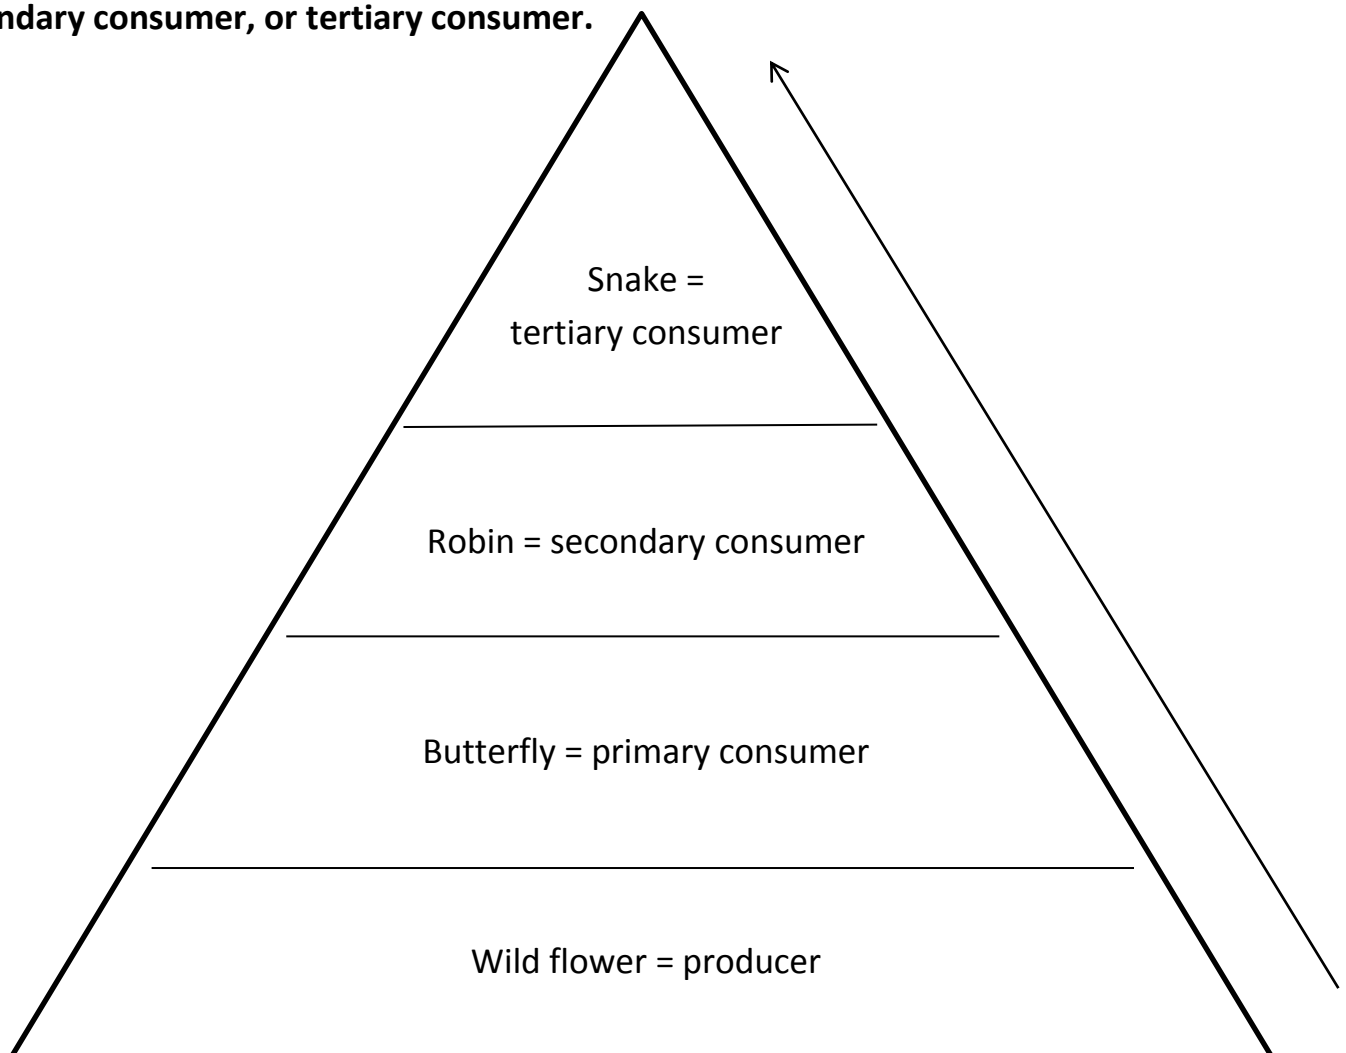 ndary consumer, or tertiary consumer.
Snake =
tertiary consumer
Robin = secondary consumer
Butterfly = primary consumer
Wild flower = producer